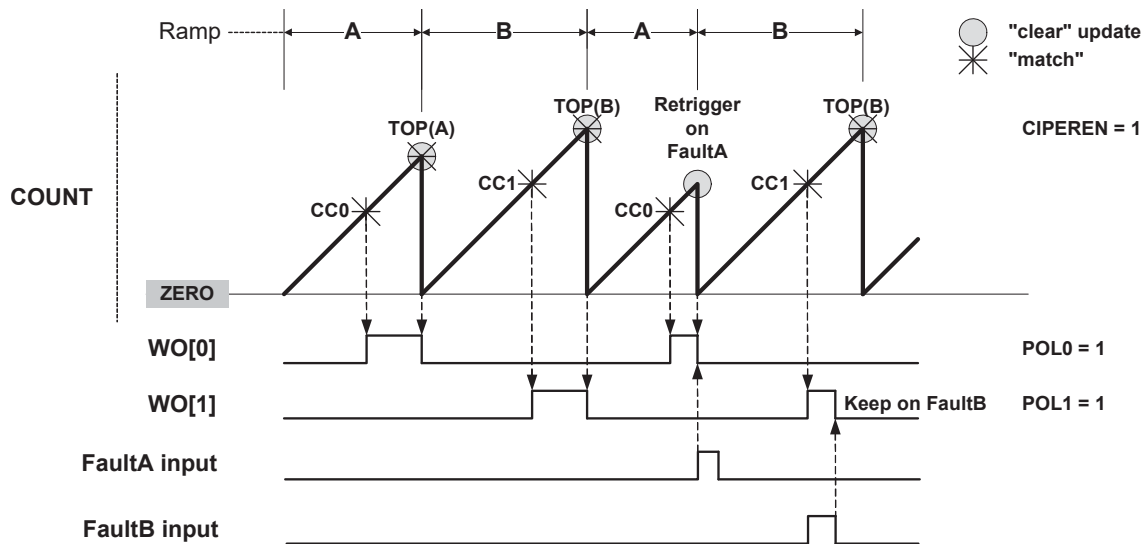 Ramp
A
B
A
B
"clear" update
"match"
TOP(A)
TOP(B)
Retrigger
on
FaultA
TOP(B)
CIPEREN = 1
COUNT
CC0
CC1
CC0
CC1
ZERO
WO[0]
POL0 = 1
WO[1]
Keep on FaultB
POL1 = 1
FaultA input
FaultB input